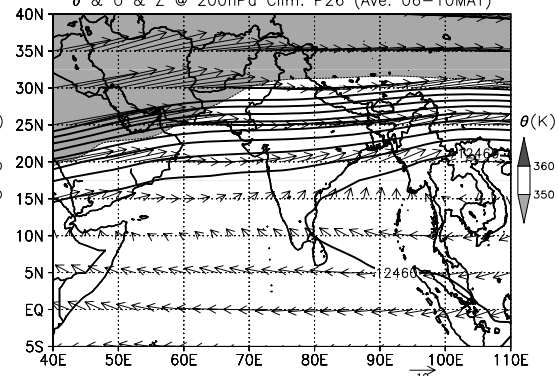 θ & U & Z @ 200hPa Clim. P26 (Ave. 06-10MAY)
40N
35N
30N
25N
20N
15N
10N
5N
EQ
5S
40E 50E 60E 70E 80E 90E 100E 110E
12460
12460
θ(K)
360
350